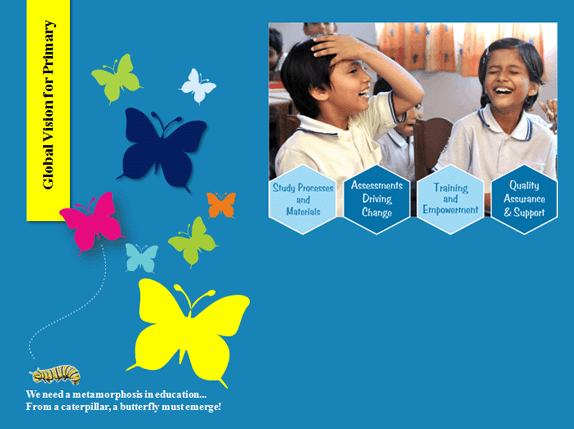 Global Vision for Primary
Study Processes
and
Materials
Assessments
Driving
Change
Training
and
Empowerment
Quality
Assurance
& Support
We need a metamorphosis in education...
From a caterpillar, a butterfly must emerge!